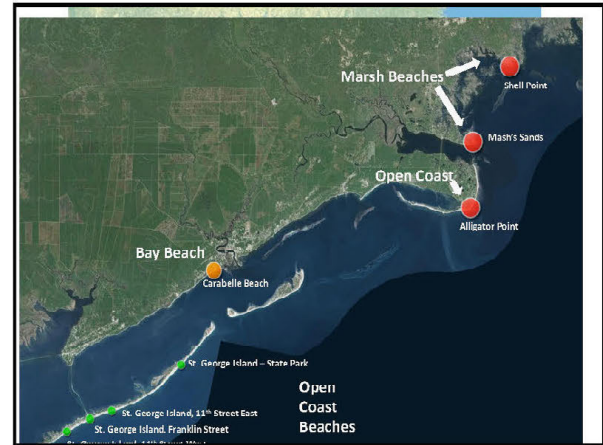 Marsh Beaches
Shell Point
Mash's Sands
Open Coast
Alligator Point
Bay Beach
Carabelle Beach
St. George Island – State Park
Open
Coast
Beaches
St. George Island, 11th Street East
St. George Island, Franklin Street